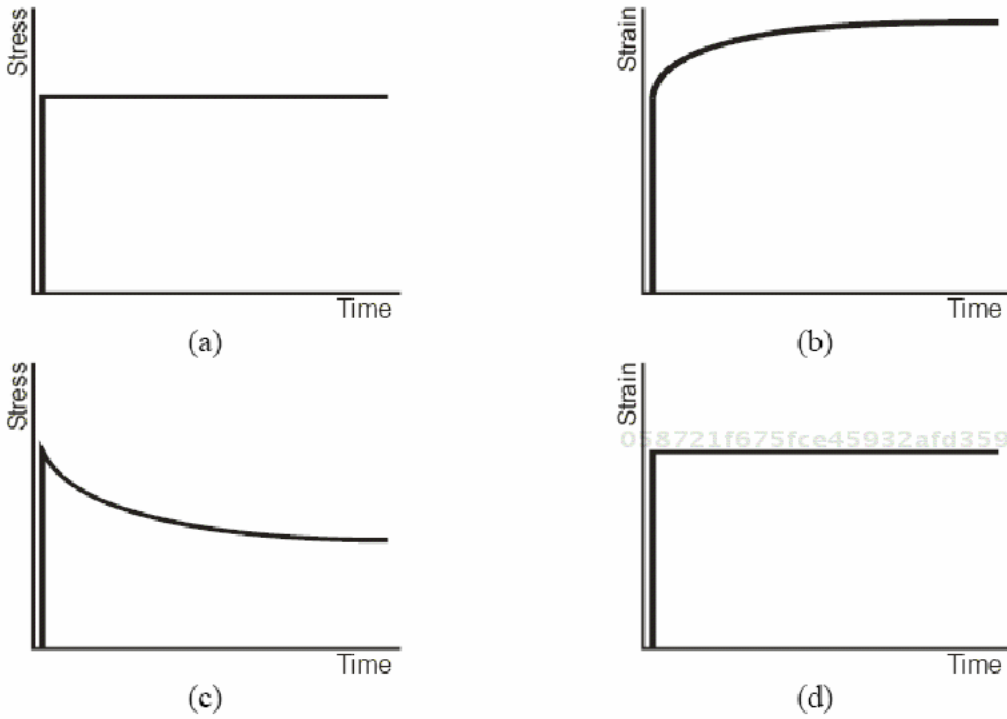 Stress
Strain
Time
Time
(a)
(b)
Stress
Strain
058721f675fce45932afd359
Time
Time
(c)
(d)